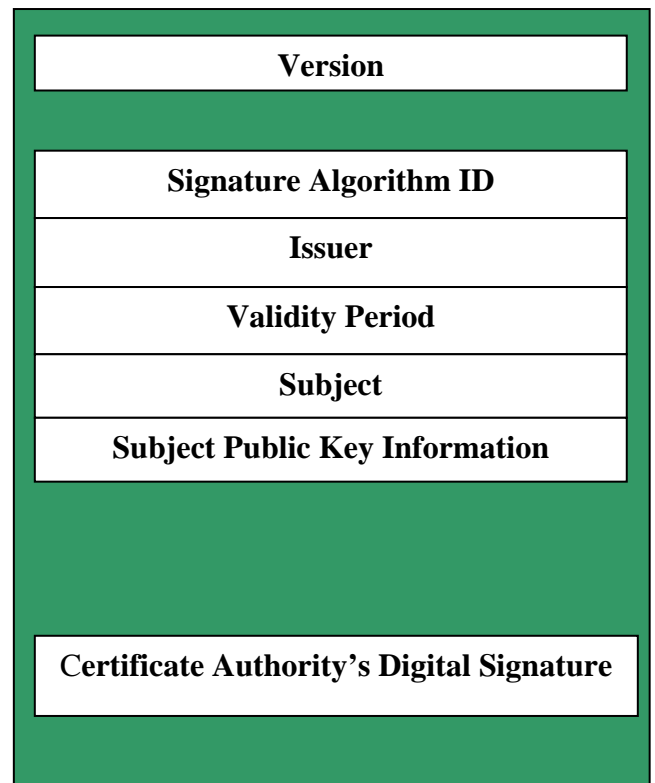 Version
Signature Algorithm ID
Issuer
Validity Period
Subject
Subject Public Key Information
Certificate Authority’s Digital Signature